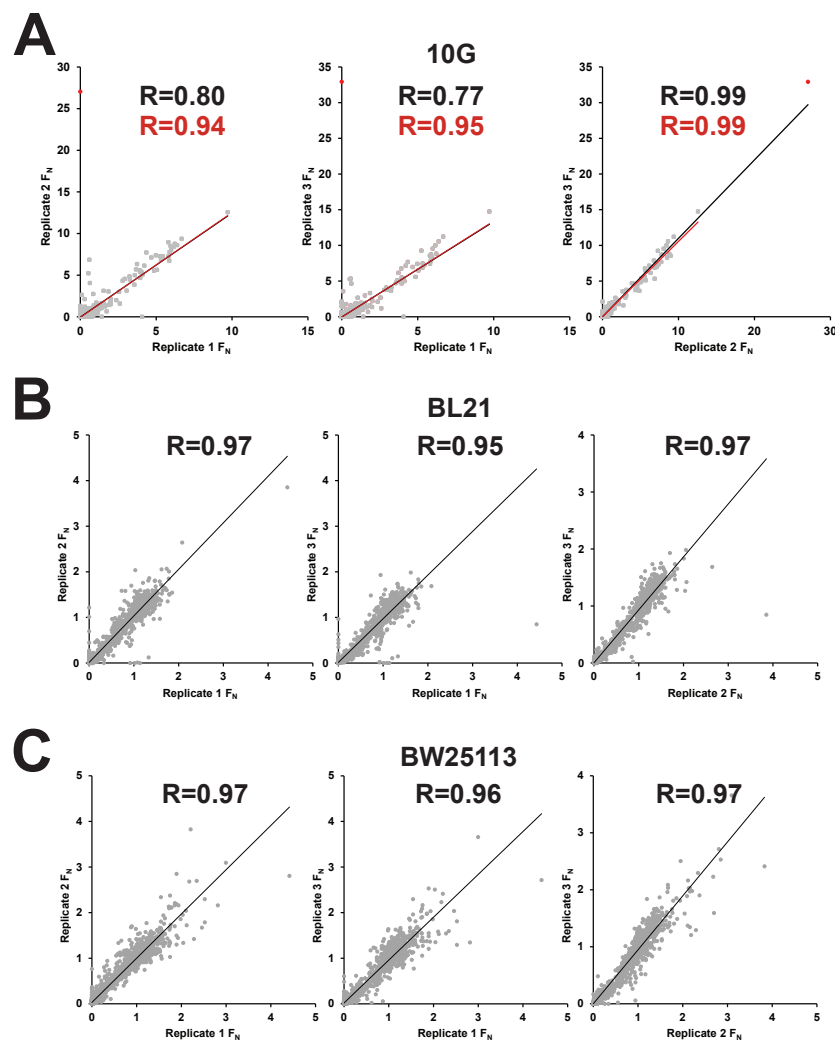 A
10G
R=0.80
R=0.94
Replicate 2 F_N
30
25
20
15
10
5
0
0 5 10 15
Replicate 1 F_N
R=0.77
R=0.95
Replicate 3 F_N
35
30
25
20
15
10
5
0
0 5 10 15
Replicate 1 F_N
R=0.99
R=0.99
Replicate 3 F_N
35
30
25
20
15
10
5
0
0 10 20 30
Replicate 2 F_N
B
BL21
R=0.97
Replicate 2 F_N
5
4
3
2
1
0
0 1 2 3 4 5
Replicate 1 F_N
R=0.95
Replicate 3 F_N
5
4
3
2
1
0
0 1 2 3 4 5
Replicate 1 F_N
R=0.97
Replicate 3 F_N
4
3
2
1
0
0 1 2 3 4 5
Replicate 2 F_N
C
BW25113
R=0.97
Replicate 2 F_N
5
4
3
2
1
0
0 1 2 3 4 5
Replicate 1 F_N
R=0.96
Replicate 3 F_N
5
4
3
2
1
0
0 1 2 3 4 5
Replicate 1 F_N
R=0.97
Replicate 3 F_N
4
3
2
1
0
0 1 2 3 4 5
Replicate 2 F_N